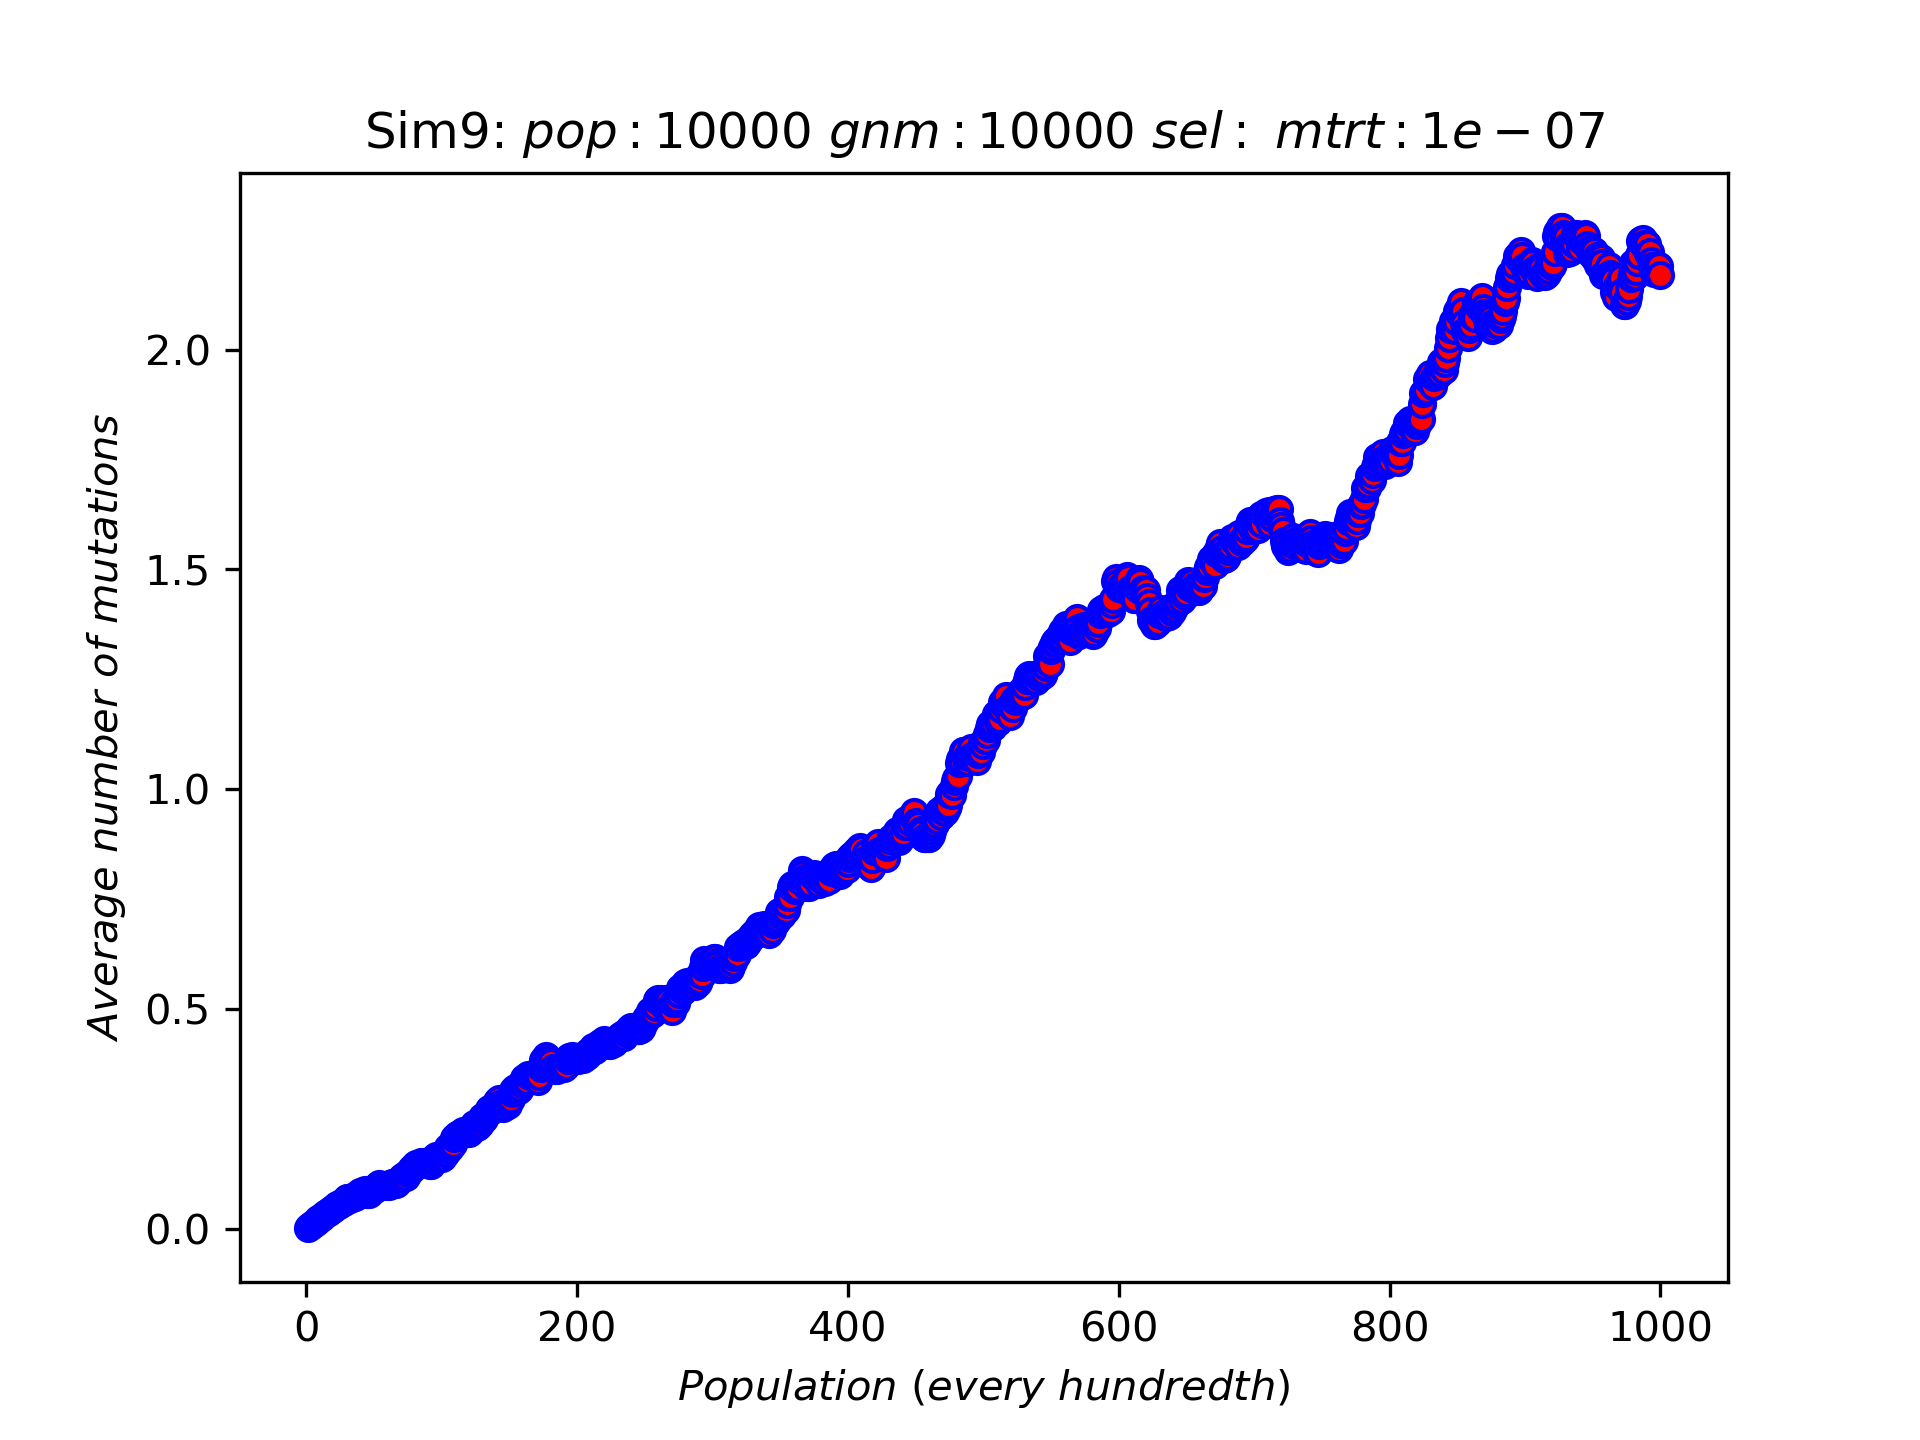 Sim9: pop : 10000 gnm : 10000 sel : mtrt : 1e − 07
Average number of mutations
2.0
1.5
1.0
0.5
0.0
0 200 400 600 800 1000
Population (every hundredth)